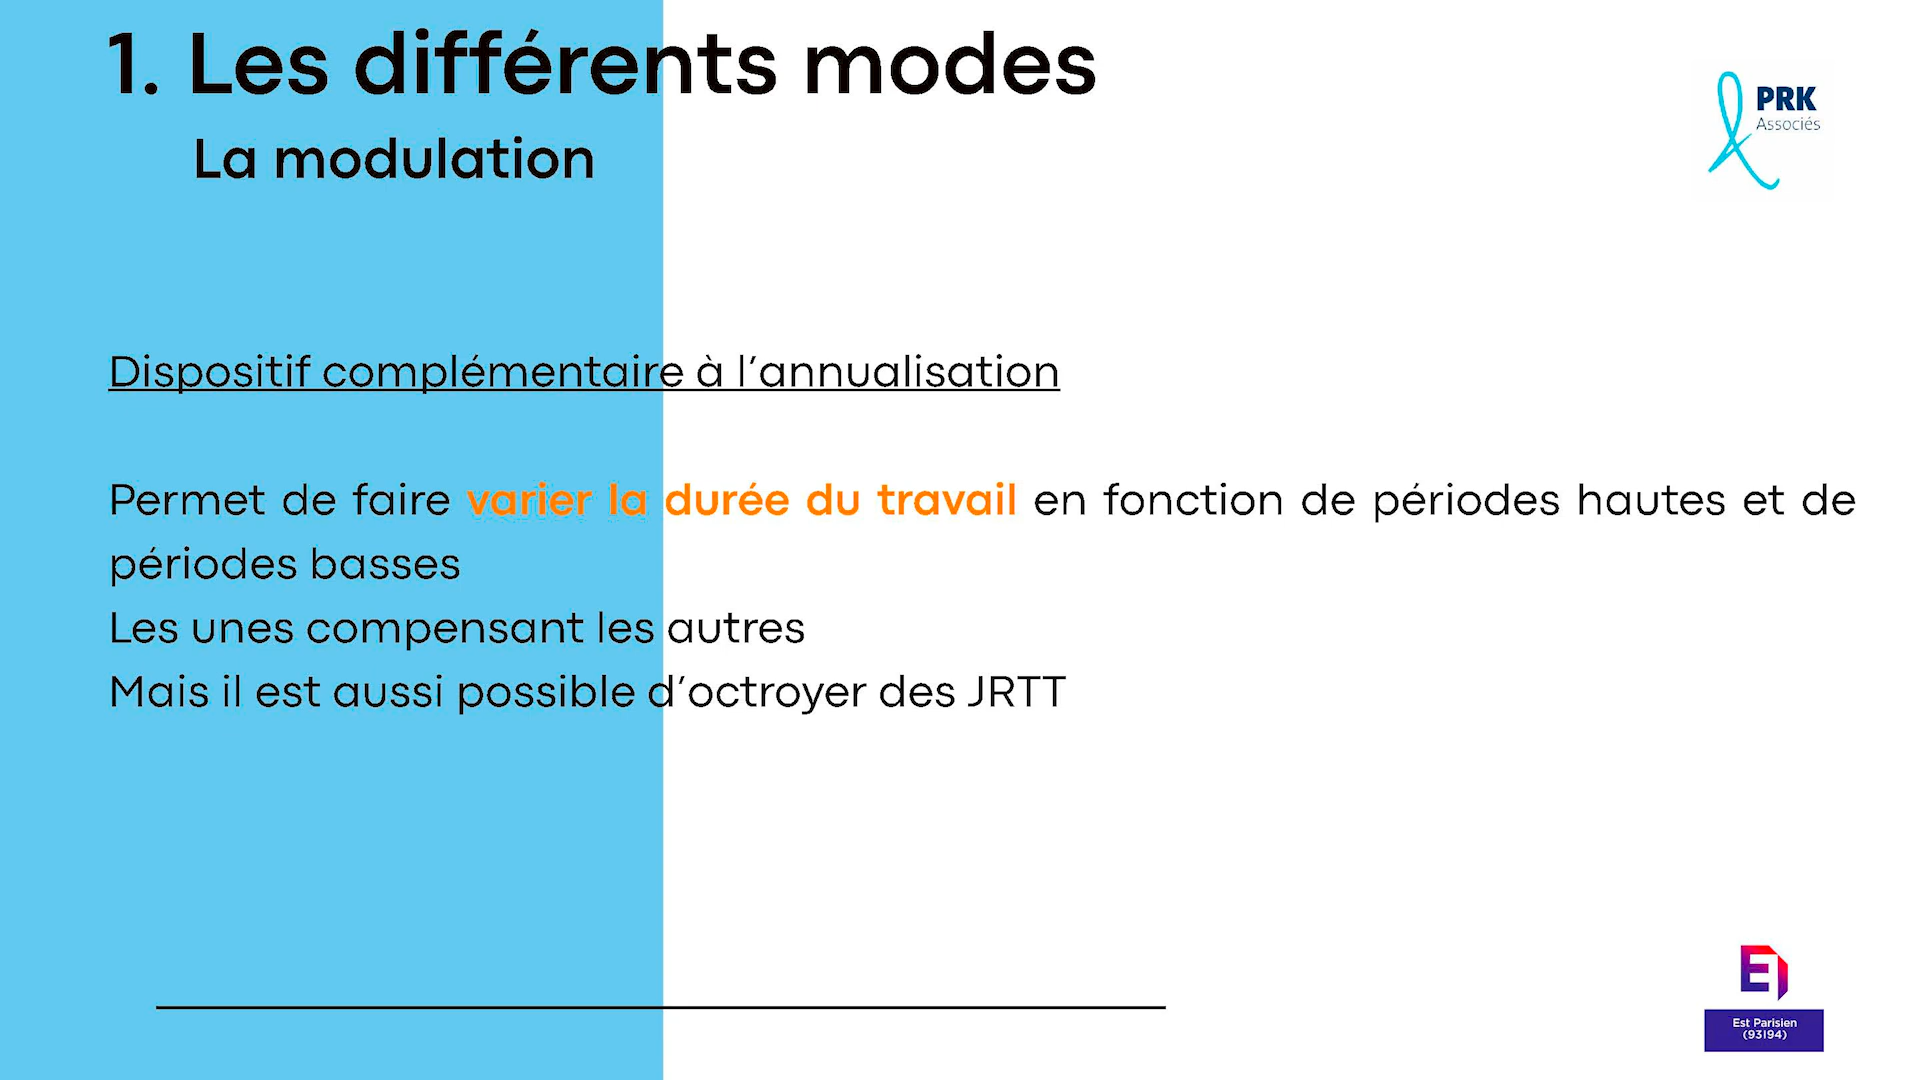 1. Les différents modes
La modulation
PRK
Associés
Dispositif complémentaire à l’annualisation
Permet de faire varier la durée du travail en fonction de périodes hautes et de
périodes basses
Les unes compensant les autres
Mais il est aussi possible d’octroyer des JRTT
Est Parisien
(93|94)